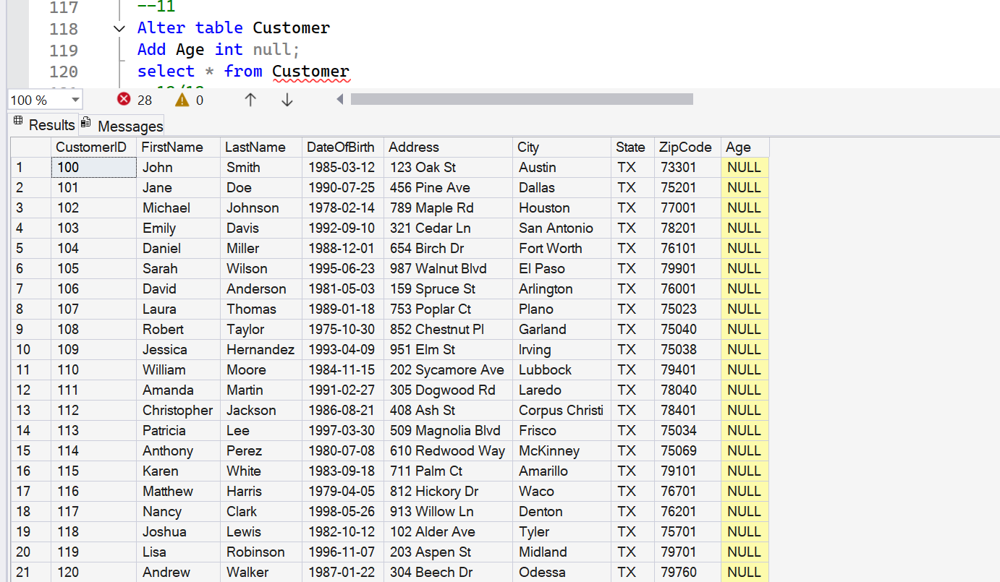 117 --11
118 Alter table Customer
119 Add Age int null;
120 select * from Customer
100 % 28 0
Results Messages
CustomerID FirstName LastName DateOfBirth Address City State ZipCode Age
1 100 John Smith 1985-03-12 123 Oak St Austin TX 73301 NULL
2 101 Jane Doe 1990-07-25 456 Pine Ave Dallas TX 75201 NULL
3 102 Michael Johnson 1978-02-14 789 Maple Rd Houston TX 77001 NULL
4 103 Emily Davis 1992-09-10 321 Cedar Ln San Antonio TX 78201 NULL
5 104 Daniel Miller 1988-12-01 654 Birch Dr Fort Worth TX 76101 NULL
6 105 Sarah Wilson 1995-06-23 987 Walnut Blvd El Paso TX 79901 NULL
7 106 David Anderson 1981-05-03 159 Spruce St Arlington TX 76001 NULL
8 107 Laura Thomas 1989-01-18 753 Poplar Ct Plano TX 75023 NULL
9 108 Robert Taylor 1975-10-30 852 Chestnut Pl Garland TX 75040 NULL
10 109 Jessica Hernandez 1993-04-09 951 Elm St Irving TX 75038 NULL
11 110 William Moore 1984-11-15 202 Sycamore Ave Lubbock TX 79401 NULL
12 111 Amanda Martin 1991-02-27 305 Dogwood Rd Laredo TX 78040 NULL
13 112 Christopher Jackson 1986-08-21 408 Ash St Corpus Christi TX 78401 NULL
14 113 Patricia Lee 1997-03-30 509 Magnolia Blvd Frisco TX 75034 NULL
15 114 Anthony Perez 1980-07-08 610 Redwood Way McKinney TX 75069 NULL
16 115 Karen White 1983-09-18 711 Palm Ct Amarillo TX 79101 NULL
17 116 Matthew Harris 1979-04-05 812 Hickory Dr Waco TX 76701 NULL
18 117 Nancy Clark 1998-05-26 913 Willow Ln Denton TX 76201 NULL
19 118 Joshua Lewis 1982-10-12 102 Alder Ave Tyler TX 75701 NULL
20 119 Lisa Robinson 1996-11-07 203 Aspen St Midland TX 79701 NULL
21 120 Andrew Walker 1987-01-22 304 Beech Dr Odessa TX 79760 NULL